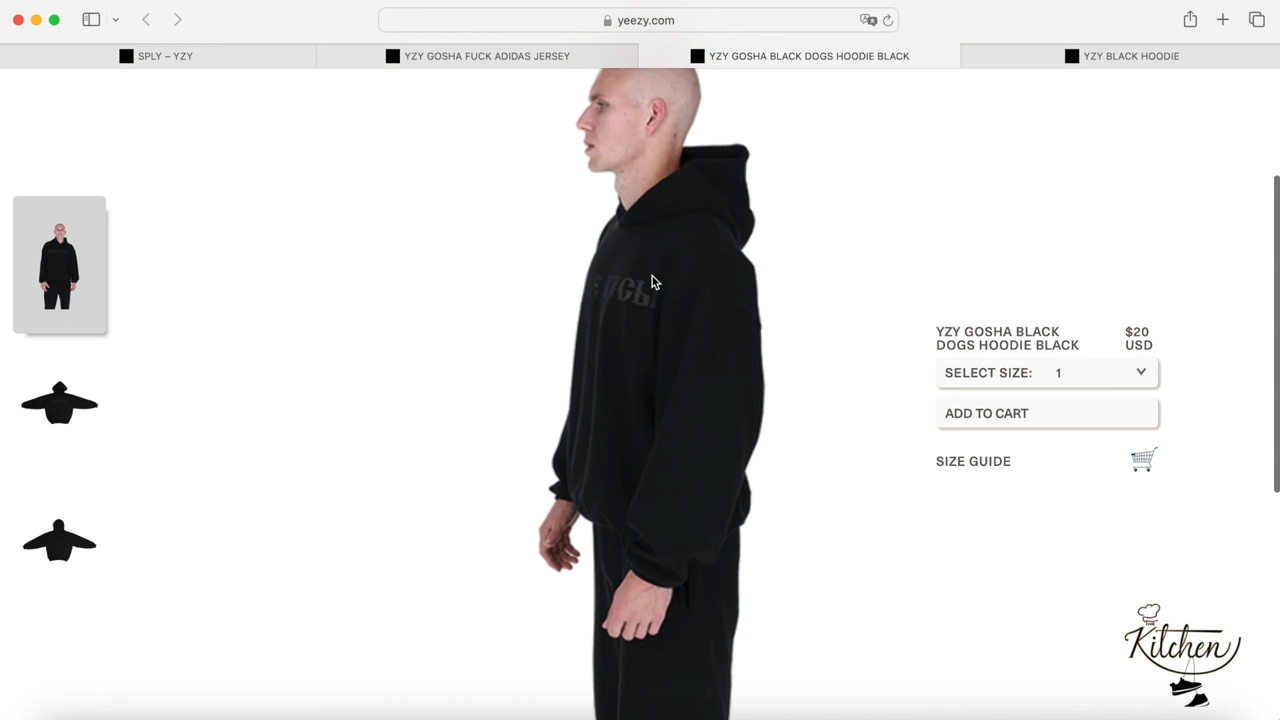 yeezy.com
SPLY – YZY
YZY GOSHA FUCK ADIDAS JERSEY
YZY GOSHA BLACK DOGS HOODIE BLACK
YZY BLACK HOODIE
YZY GOSHA BLACK
DOGS HOODIE BLACK
$20
USD
SELECT SIZE: 1
ADD TO CART
SIZE GUIDE
THE
Kitchen